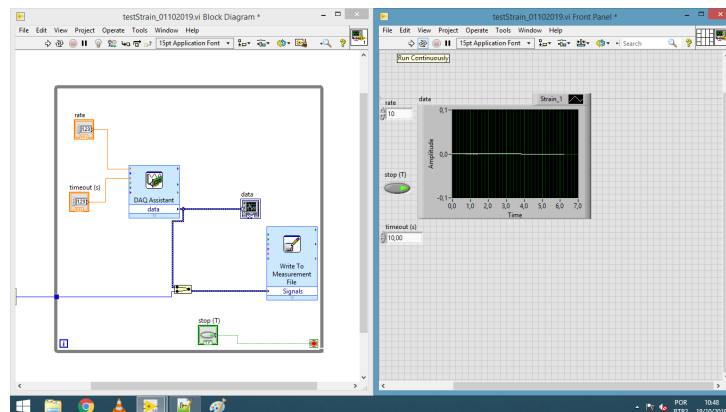 testStrain_01102019.vi Block Diagram *
File Edit View Project Operate Tools Window Help
15pt Application Font
rate
123
timeout (s)
123
DAQ Assistant
data
data
Write To
Measurement
File
Signals
stop (T)
i
testStrain_01102019.vi Front Panel *
File Edit View Project Operate Tools Window Help
15pt Application Font
Search
Run Continuously
rate
10
data
Strain_1
0,1
0,0
-0,1
Amplitude
0,0 1,0 2,0 3,0 4,0 5,0 6,0 7,0
Time
stop (T)
timeout (s)
10,00
POR 10:48
PTB2